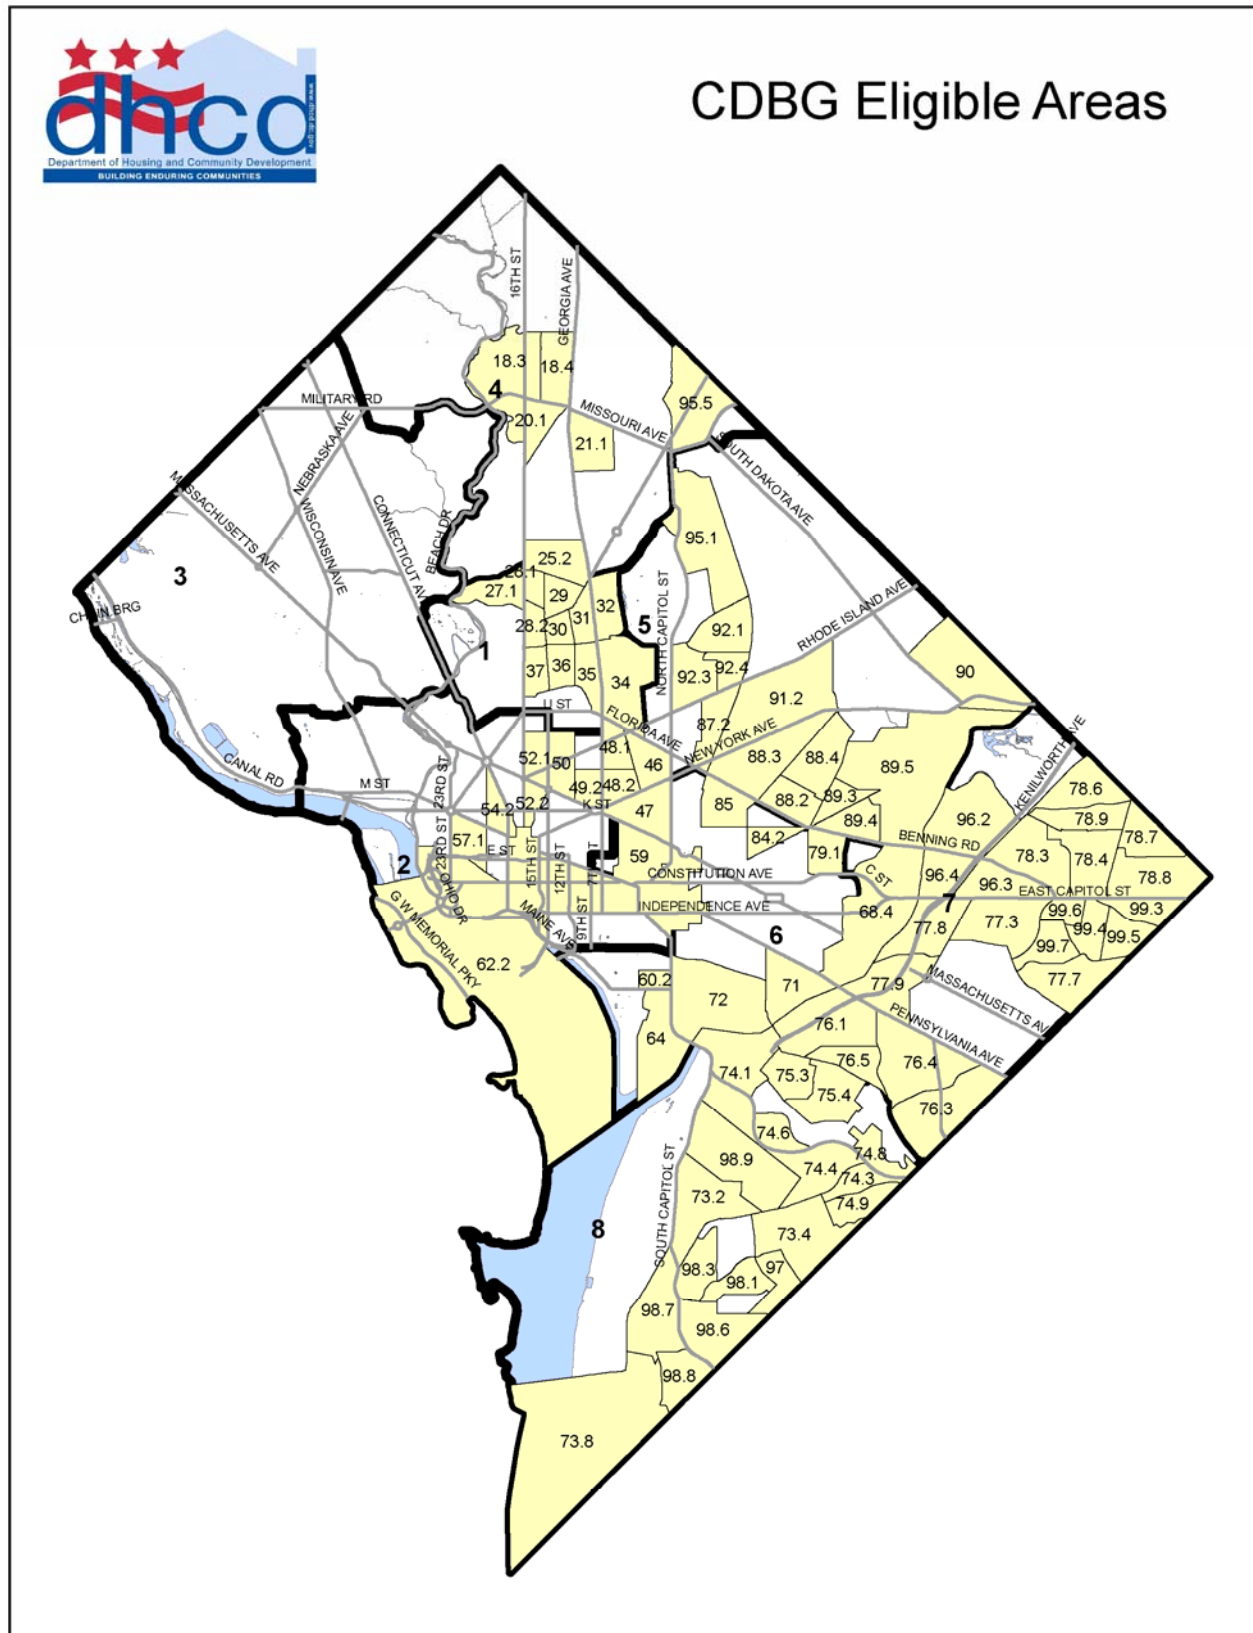 CDBG Eligible Areas
dhcd
www.dhcd.dc.gov
Department of Housing and Community Development
BUILDING ENDURING COMMUNITIES
16TH ST
GEORGIA AVE
18.3
18.4
4
MILITARY RD
20.1
MISSOURI AVE
95.5
21.1
NEBRASKA AVE
SOUTH DAKOTA AVE
MASSACHUSETTS AVE
WISCONSIN AVE
CONNECTICUT AV
BEACH DR
95.1
25.2
3
28.1
27.1
29
32
RHODE ISLAND AVE
NORTH CAPITOL ST
CHAIN BRG
28.2
30
31
5
92.1
1
37
36
35
34
92.3
92.4
90
91.2
U ST
FLORIDA AVE
87.2
NEW YORK AVE
KENILWORTH AVE
52.1
50
48.1
46
88.3
88.4
89.5
CANAL RD
M ST
23RD ST
54.2
52.2
49.2
48.2
K ST
47
85
88.2
89.3
89.4
96.2
78.6
78.9
78.7
57.1
23RD ST
E ST
15TH ST
12TH ST
59
84.2
79.1
BENNING RD
78.3
78.4
78.8
2
OHIO DR
CONSTITUTION AVE
C ST
96.4
96.3
EAST CAPITOL ST
G W MEMORIAL PKY
MAINE AVE
9TH ST
INDEPENDENCE AVE
68.4
7
77.8
77.3
99.6
99.4
99.3
99.5
99.7
6
62.2
60.2
72
71
77.9
MASSACHUSETTS AV
77.7
64
76.1
PENNSYLVANIA AVE
74.1
75.3
76.5
75.4
76.4
76.3
74.6
74.8
SOUTH CAPITOL ST
98.9
74.4
74.3
73.2
74.9
8
73.4
98.3
98.1
97
98.7
98.6
98.8
73.8